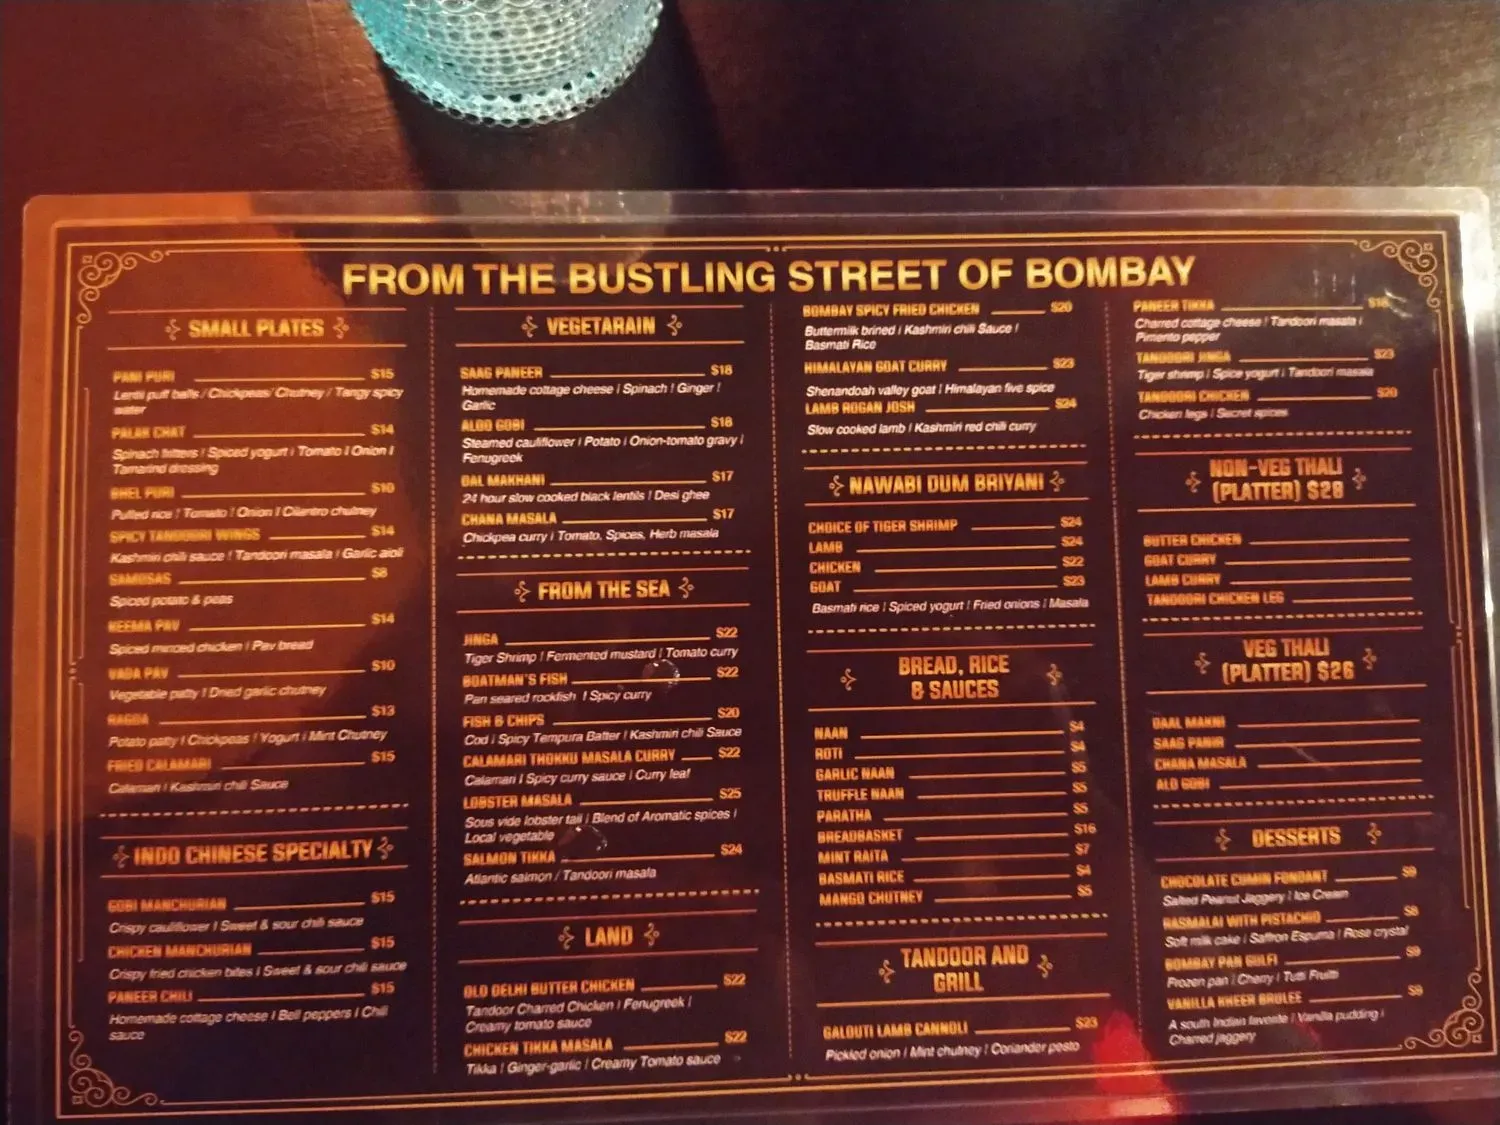 FROM THE BUSTLING STREET OF BOMBAY
SMALL PLATES
PANI PURI $15
Lentil puff balls / Chickpeas' Chutney / Tangy spicy
water
PALAK CHAT $14
Spinach fritters | Spiced yogurt | Tomato | Onion |
Tamarind dressing
BHEL PURI $10
Puffed rice | Tomato | Onion | Cilantro chutney
SPICY TANDOORI WINGS $14
Kashmiri chili sauce | Tandoori masala | Garlic aioli
SAMOSAS $8
Spiced potato & peas
KEEMA PAV $14
Spiced minced chicken | Pav bread
VADA PAV $10
Vegetable patty | Dried garlic chutney
RAGDA $13
Potato patty | Chickpeas | Yogurt | Mint Chutney
FRIED CALAMARI $15
Calamari | Kashmiri chili Sauce
INDO CHINESE SPECIALTY
GOBI MANCHURIAN $15
Crispy cauliflower | Sweet & sour chili sauce
CHICKEN MANCHURIAN $15
Crispy fried chicken bites | Sweet & sour chili sauce
PANEER CHILI $15
Homemade cottage cheese | Bell peppers | Chili
sauce
VEGETARAIN
SAAG PANEER $18
Homemade cottage cheese | Spinach | Ginger |
Garlic
ALOO GOBI $18
Steamed cauliflower | Potato | Onion-tomato gravy |
Fenugreek
DAL MAKHANI $17
24 hour slow cooked black lentils | Desi ghee
CHANA MASALA $17
Chickpea curry | Tomato, Spices, Herb masala
FROM THE SEA
JINGA $22
Tiger Shrimp | Fermented mustard | Tomato curry
BOATMAN'S FISH $22
Pan seared rockfish | Spicy curry
FISH & CHIPS $20
Cod | Spicy Tempura Batter | Kashmiri chili Sauce
CALAMARI THOKKU MASALA CURRY $22
Calamari | Spicy curry sauce | Curry leaf
LOBSTER MASALA $25
Sous vide lobster tail | Blend of Aromatic spices |
Local vegetable
SALMON TIKKA $24
Atlantic salmon / Tandoori masala
LAND
OLD DELHI BUTTER CHICKEN $22
Tandoor Charred Chicken | Fenugreek |
Creamy tomato sauce
CHICKEN TIKKA MASALA $22
Tikka | Ginger-garlic | Creamy Tomato sauce
BOMBAY SPICY FRIED CHICKEN $20
Buttermilk brined | Kashmiri chili Sauce |
Basmati Rice
HIMALAYAN GOAT CURRY $23
Shenandoah valley goat | Himalayan five spice
LAMB ROGAN JOSH $24
Slow cooked lamb | Kashmiri red chili curry
NAWABI DUM BRIYANI
CHOICE OF TIGER SHRIMP $24
LAMB $24
CHICKEN $22
GOAT $23
Basmati rice | Spiced yogurt | Fried onions | Masala
BREAD, RICE
& SAUCES
NAAN $4
ROTI $4
GARLIC NAAN $5
TRUFFLE NAAN $5
PARATHA $5
BREADBASKET $16
MINT RAITA $7
BASMATI RICE $4
MANGO CHUTNEY $5
TANDOOR AND
GRILL
GALOUTI LAMB CANNOLI $23
Pickled onion | Mint chutney | Coriander pesto
PANEER TIKKA $18
Charred cottage cheese | Tandoori masala |
Pimento pepper
TANDOORI JINGA $23
Tiger shrimp | Spice yogurt | Tandoori masala
TANDOORI CHICKEN $20
Chicken legs | Secret spices
NON-VEG THALI
(PLATTER) $28
BUTTER CHICKEN
GOAT CURRY
LAMB CURRY
TANDOORI CHICKEN LEG
VEG THALI
(PLATTER) $26
DAAL MAKNI
SAAG PANIR
CHANA MASALA
ALO GOBI
DESSERTS
CHOCOLATE CUMIN FONDANT $9
Salted Peanut Jaggery | Ice Cream
RASMALAI WITH PISTACHIO $8
Soft milk cake | Saffron Espuma | Rose crystal
BOMBAY PAN GULFI $9
Frozen pan | Cherry | Tutti Fruitti
VANILLA KHEER BRULEE $9
A south Indian favorite | Vanilla pudding |
Charred jaggery